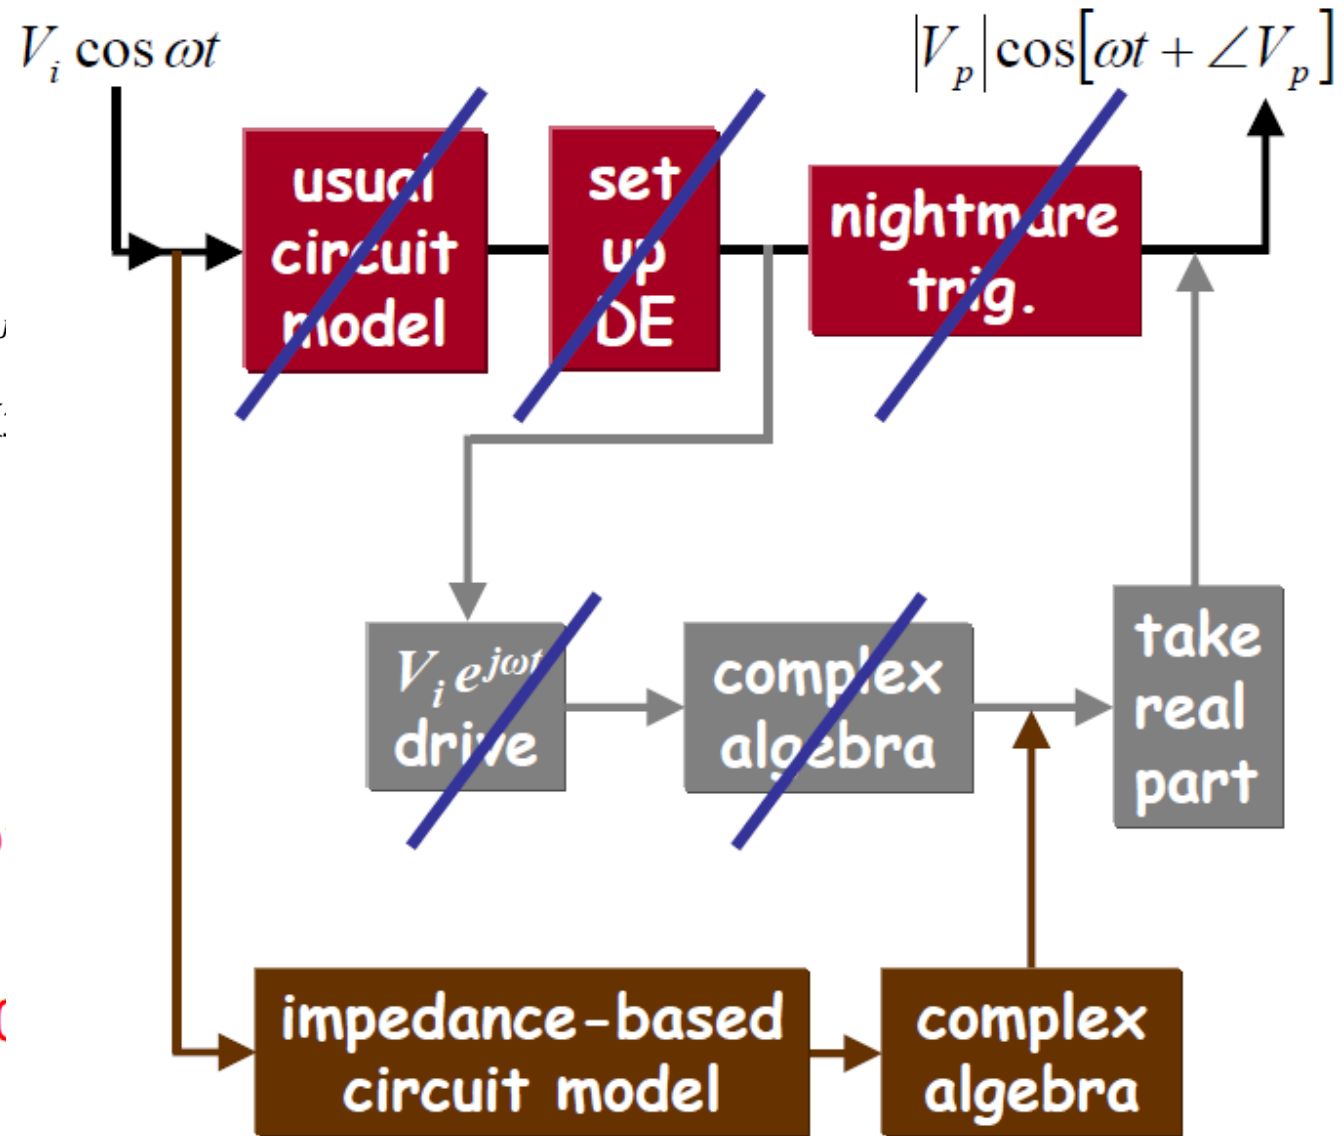 V_i cos ωt
|V_p| cos[ωt + ∠V_p]
usual
circuit
model
set
up
DE
nightmare
trig.
V_i e^{jωt}
drive
complex
algebra
take
real
part
impedance-based
circuit model
complex
algebra